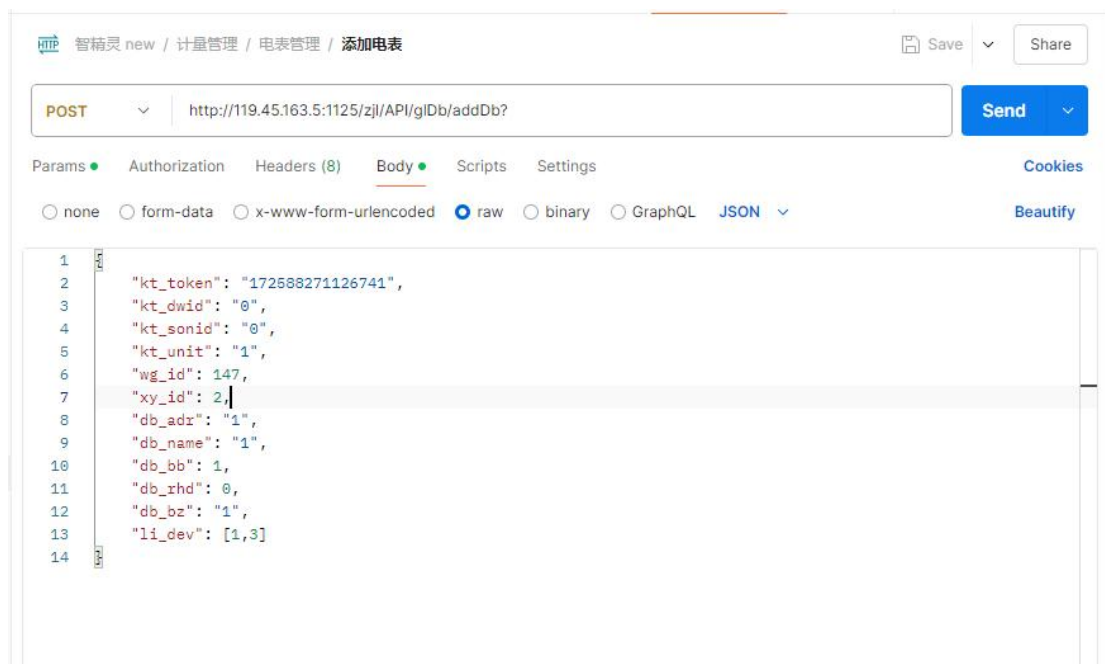 HTTP 智精灵 new / 计量管理 / 电表管理 / 添加电表 Save Share
POST http://119.45.163.5:1125/zjl/API/glDb/addDb? Send
Params Authorization Headers (8) Body Scripts Settings Cookies
none form-data x-www-form-urlencoded raw binary GraphQL JSON Beautify
1 {
2 "kt_token": "172588271126741",
3 "kt_dwid": "0",
4 "kt_sonid": "0",
5 "kt_unit": "1",
6 "wg_id": 147,
7 "xy_id": 2,
8 "db_adr": "1",
9 "db_name": "1",
10 "db_bb": 1,
11 "db_rhd": 0,
12 "db_bz": "1",
13 "li_dev": [1,3]
14 }